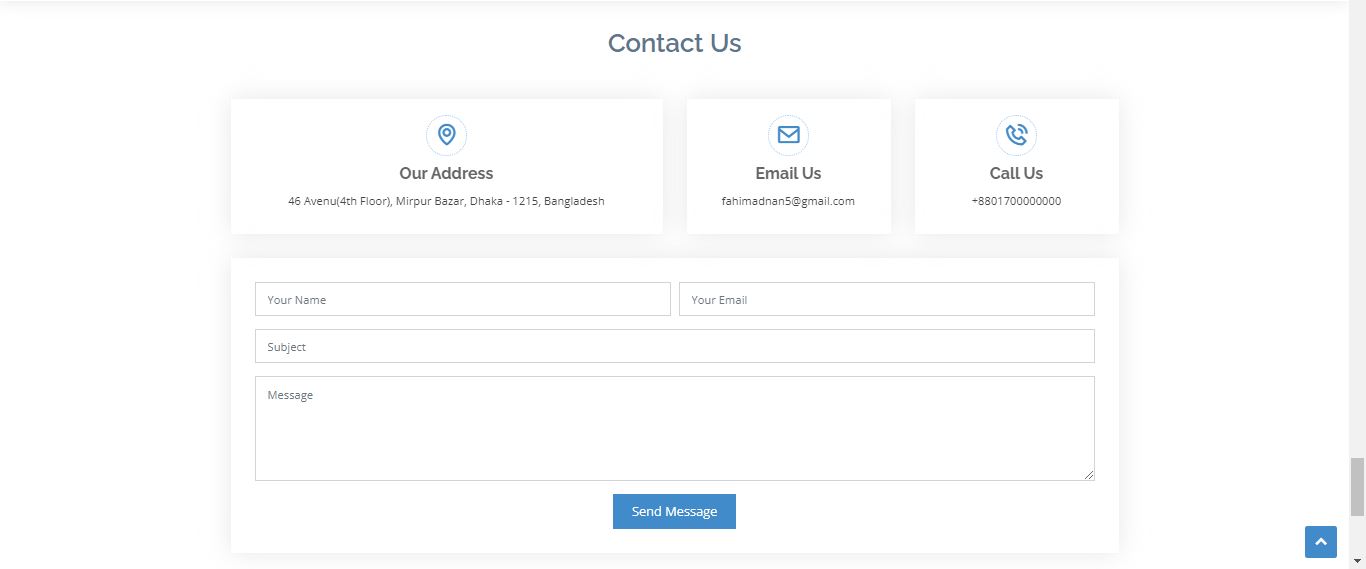 Contact Us
Our Address
46 Avenu(4th Floor), Mirpur Bazar, Dhaka - 1215, Bangladesh
Email Us
fahimadnan5@gmail.com
Call Us
+8801700000000
Your Name
Your Email
Subject
Message
Send Message